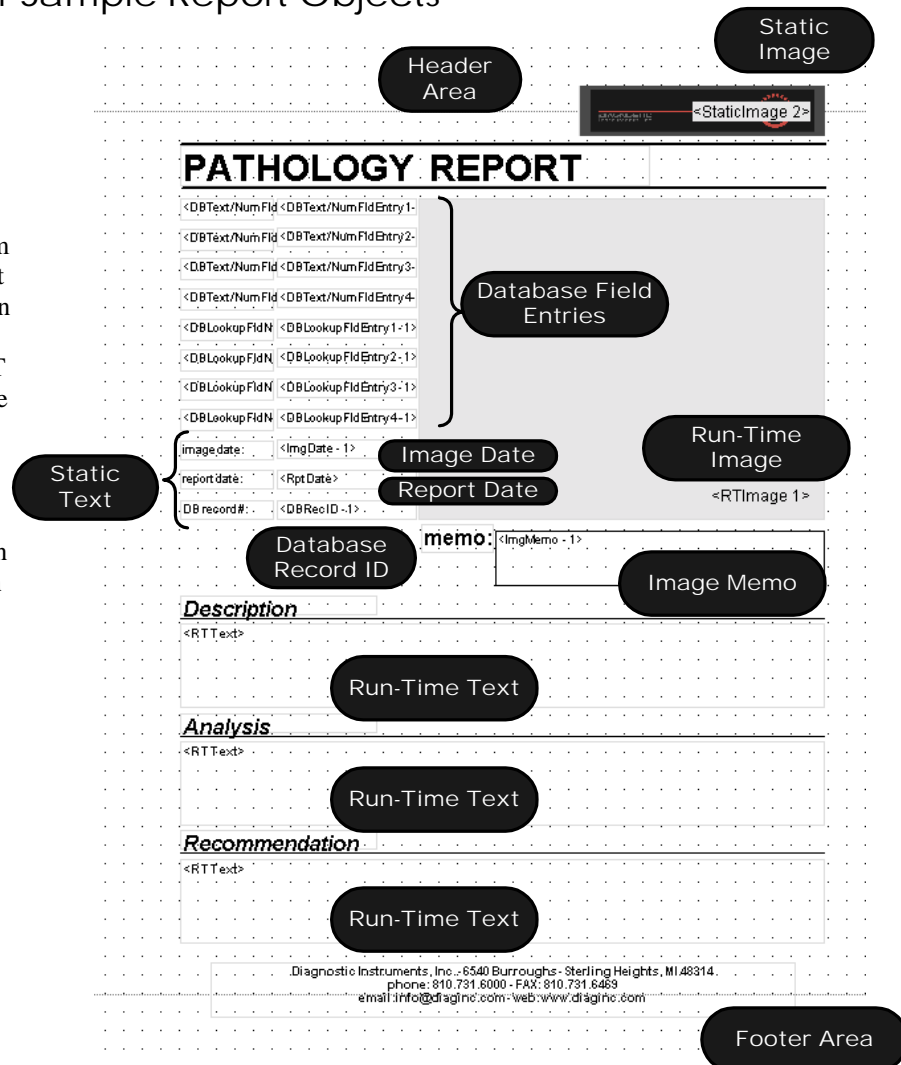 Sample Report Objects
Static
Image
Header
Area
<StaticImage 2>
PATHOLOGY REPORT
<DBText/NumFld <DBText/NumFldEntry1-
<DBText/NumFld <DBText/NumFldEntry2-
<DBText/NumFld <DBText/NumFldEntry3-
<DBText/NumFld <DBText/NumFldEntry4-
Database Field
Entries
<DBLookupFldN <DBLookupFldEntry1-1>
<DBLookupFldN <DBLookupFldEntry2-1>
<DBLookupFldN <DBLookupFldEntry3-1>
<DBLookupFldN <DBLookupFldEntry4-1>
Static
Text
image date: <ImgDate - 1>
Image Date
report date: <RptDate>
Report Date
DB record#: <DBRecID - 1>
Run-Time
Image
<RTImage 1>
Database
Record ID
memo: <ImgMemo - 1>
Image Memo
Description
<RTText>
Run-Time Text
Analysis
<RTText>
Run-Time Text
Recommendation
<RTText>
Run-Time Text
Diagnostic Instruments, Inc. - 6540 Burroughs - Sterling Heights, MI 48314
phone: 810.731.6000 - FAX: 810.731.6469
email: info@diaginc.com - web: www.diaginc.com
Footer Area